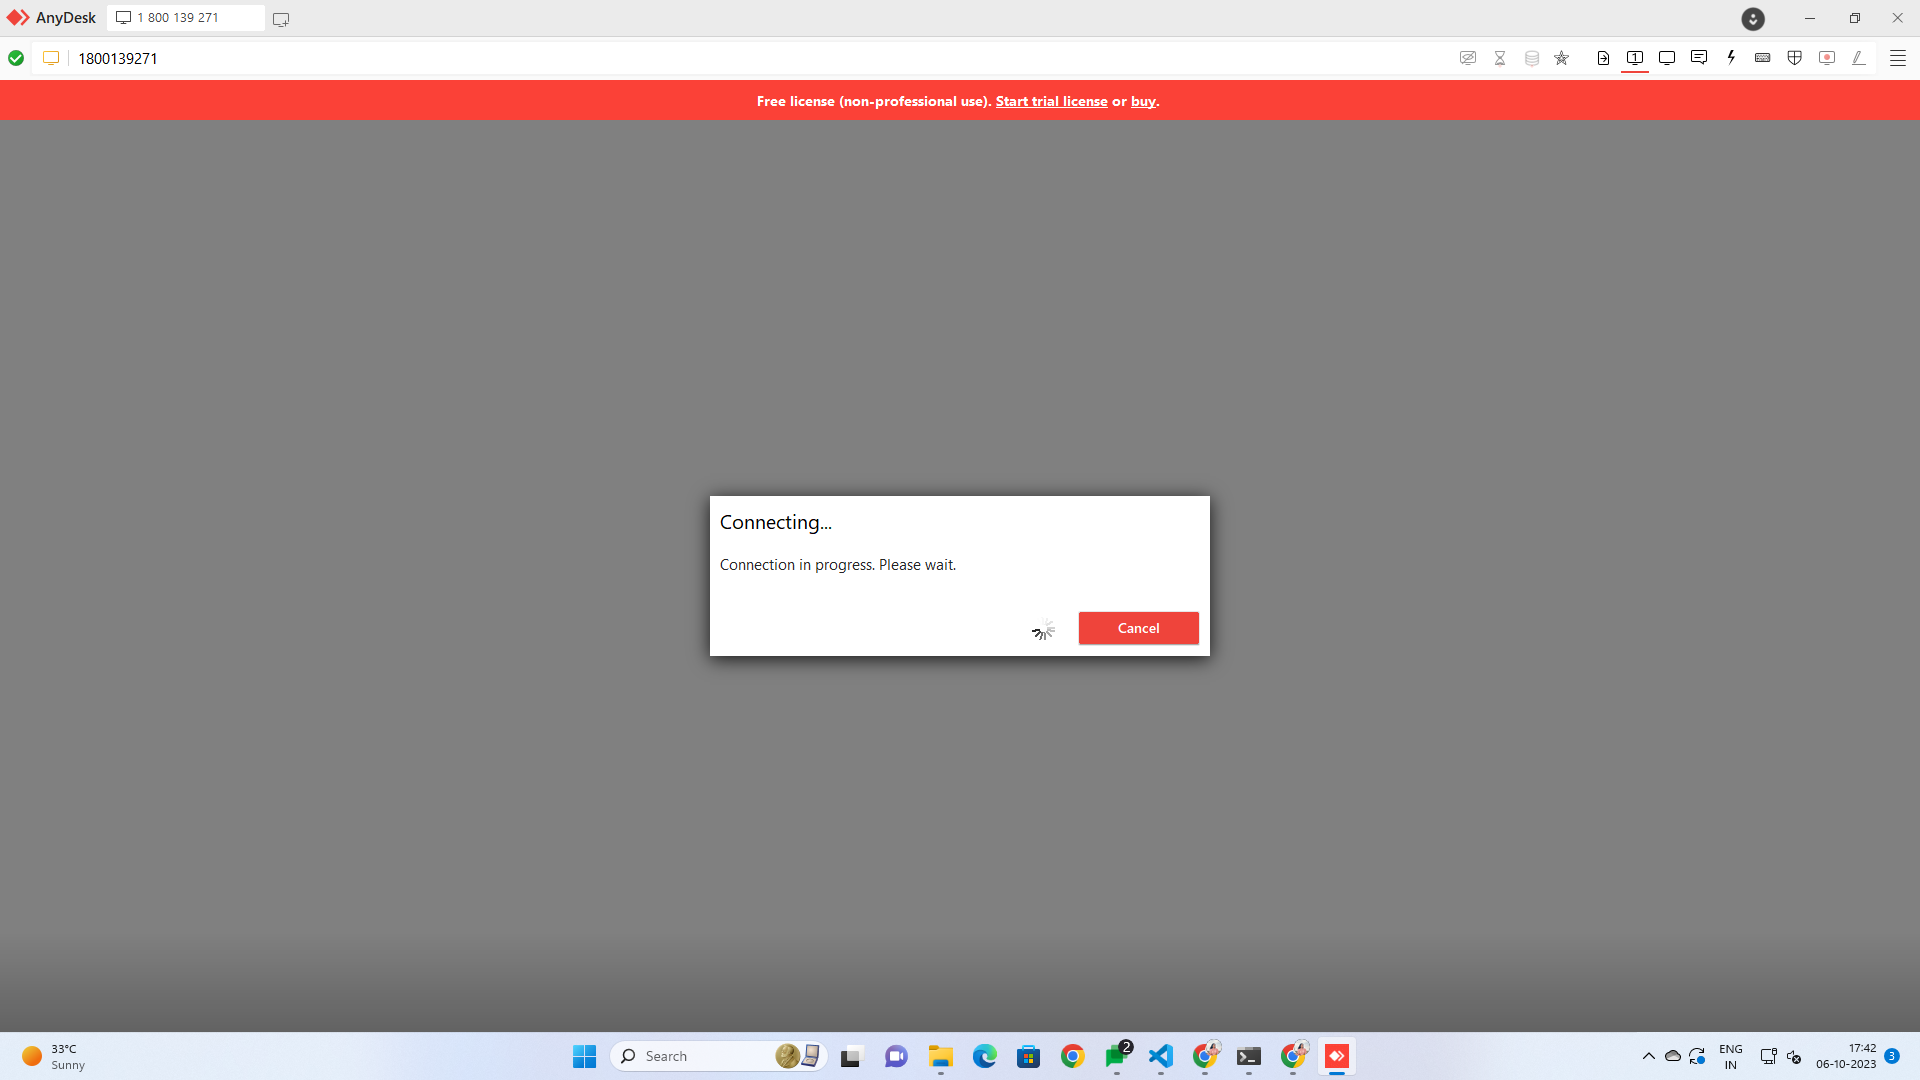 AnyDesk
1 800 139 271
1800139271
1
Free license (non-professional use). Start trial license or buy.
Connecting...
Connection in progress. Please wait.
Cancel
33°C
Sunny
Search
2
ENG
IN
17:42
06-10-2023
3